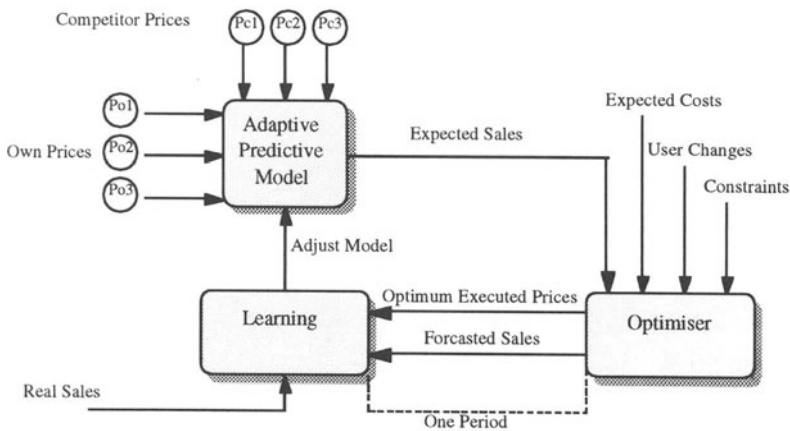 Competitor Prices
Pc1
Pc2
Pc3
Po1
Own Prices
Po2
Po3
Adaptive
Predictive
Model
Expected Sales
Expected Costs
User Changes
Constraints
Adjust Model
Learning
Optimum Executed Prices
Forcasted Sales
Optimiser
Real Sales
One Period